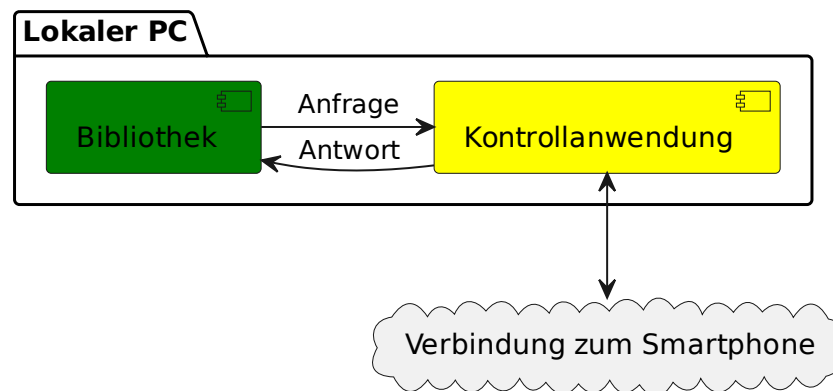 Lokaler PC
Anfrage
Bibliothek
Kontrollanwendung
Antwort
Verbindung zum Smartphone